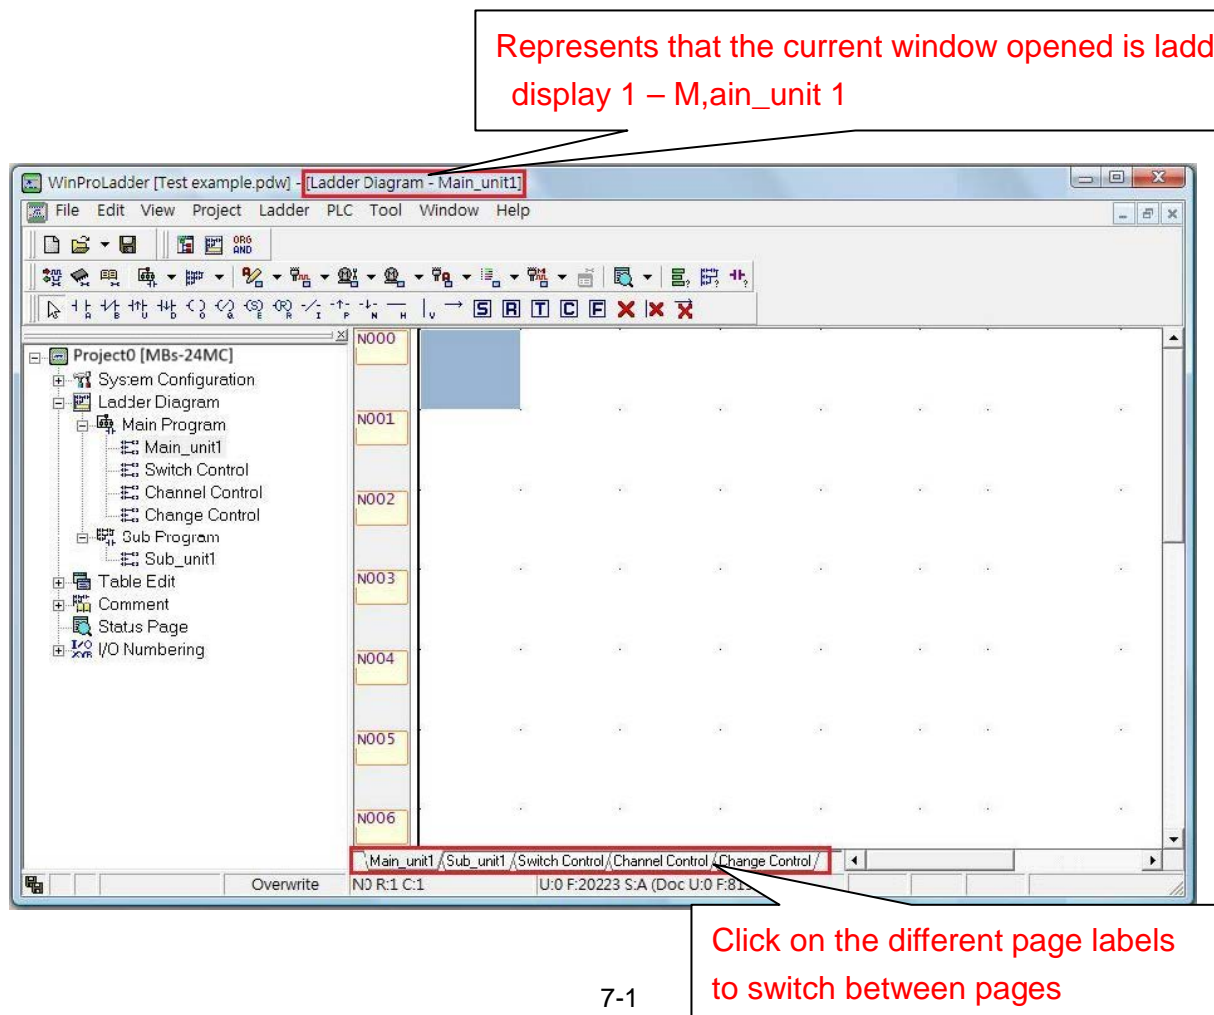 Represents that the current window opened is ladd
display 1 – M,ain_unit 1
WinProLadder [Test example.pdw] - [Ladder Diagram - Main_unit1]
File Edit View Project Ladder PLC Tool Window Help
ORG
AND
A B U D O Q E R I P N H V S R T C F
Project0 [MBs-24MC]
System Configuration
Ladder Diagram
Main Program
Main_unit1
Switch Control
Channel Control
Change Control
Sub Program
Sub_unit1
Table Edit
Comment
Status Page
I/O Numbering
N000
N001
N002
N003
N004
N005
N006
Main_unit1 Sub_unit1 Switch Control Channel Control Change Control
Overwrite N0 R:1 C:1 U:0 F:20223 S:A (Doc U:0 F:81
Click on the different page labels
to switch between pages
7-1